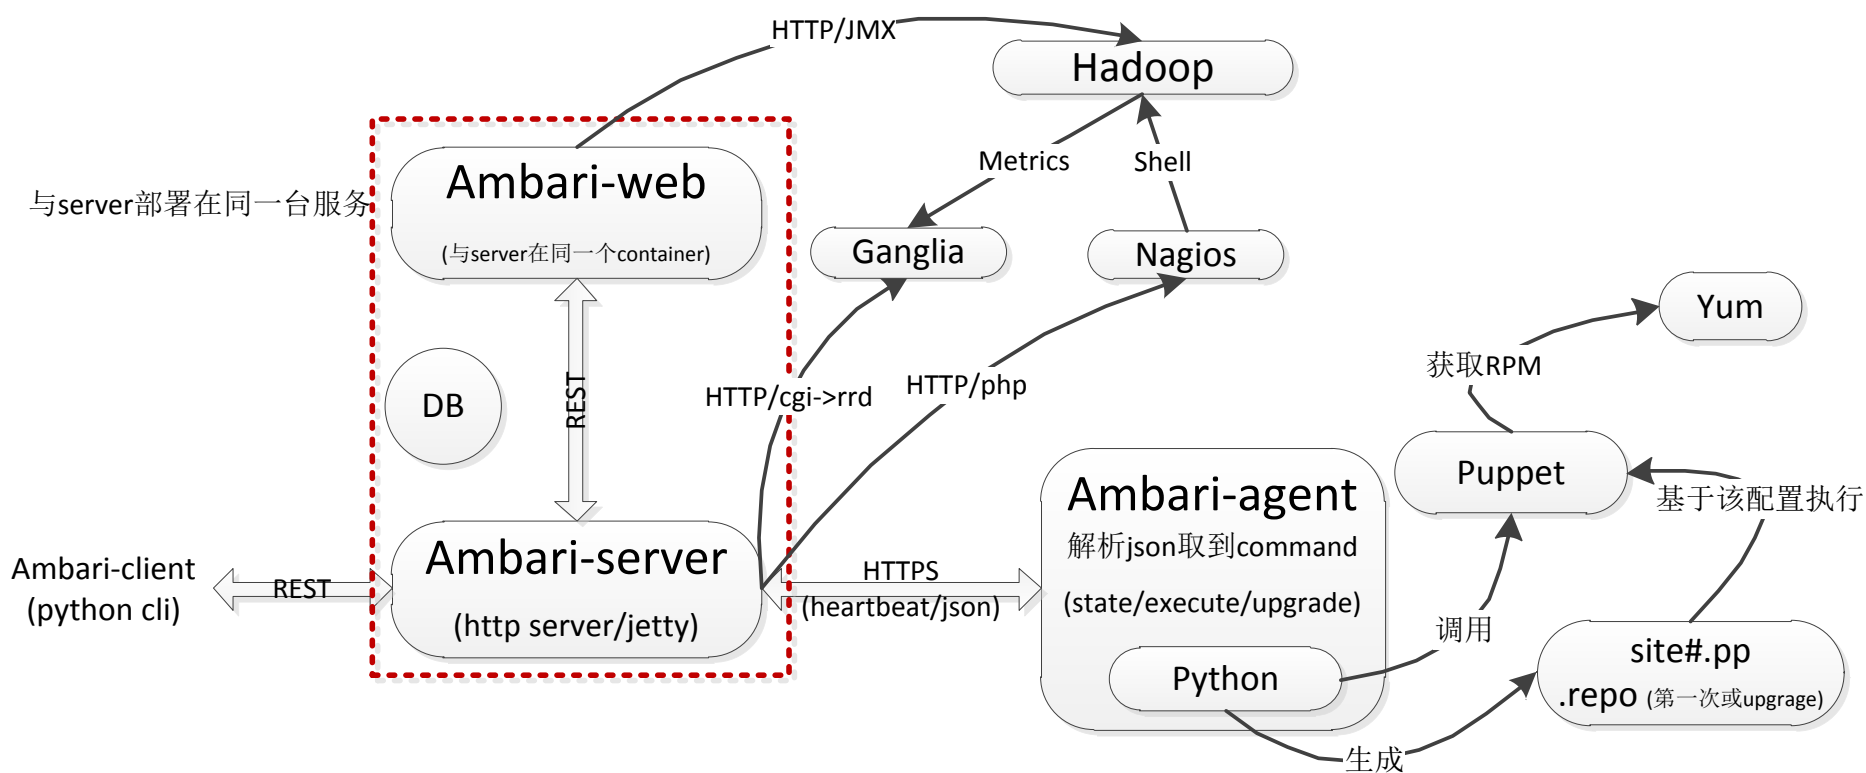 HTTP/JMX
Hadoop
Ambari-web
(与server在同一个container)
与server部署在同一台服务
Metrics
Shell
Ganglia
Nagios
Yum
获取RPM
REST
DB
HTTP/cgi->rrd
HTTP/php
Puppet
基于该配置执行
Ambari-server
(http server/jetty)
Ambari-client
(python cli)
REST
HTTPS
(heartbeat/json)
Ambari-agent
解析json取到command
(state/execute/upgrade)
Python
调用
site#.pp
.repo (第一次或upgrage)
生成